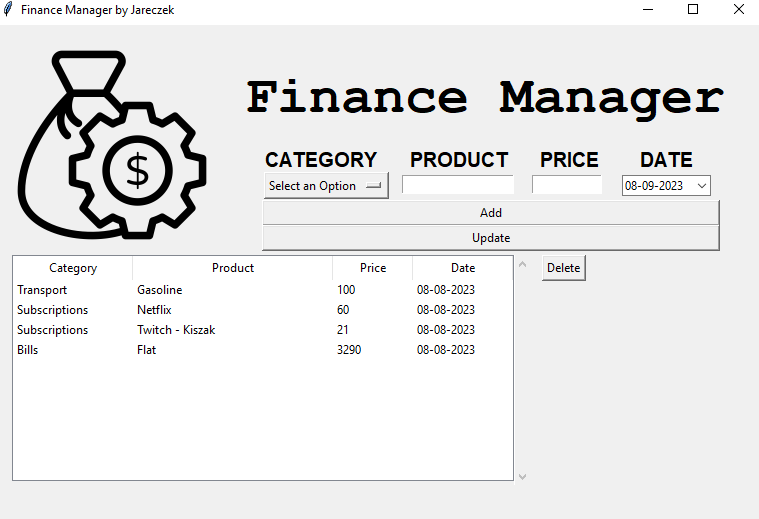 Finance Manager by Jareczek
$
Finance Manager
CATEGORY PRODUCT PRICE DATE
Select an Option 08-09-2023
Add
Update
Category Product Price Date Delete
Transport Gasoline 100 08-08-2023
Subscriptions Netflix 60 08-08-2023
Subscriptions Twitch - Kiszak 21 08-08-2023
Bills Flat 3290 08-08-2023